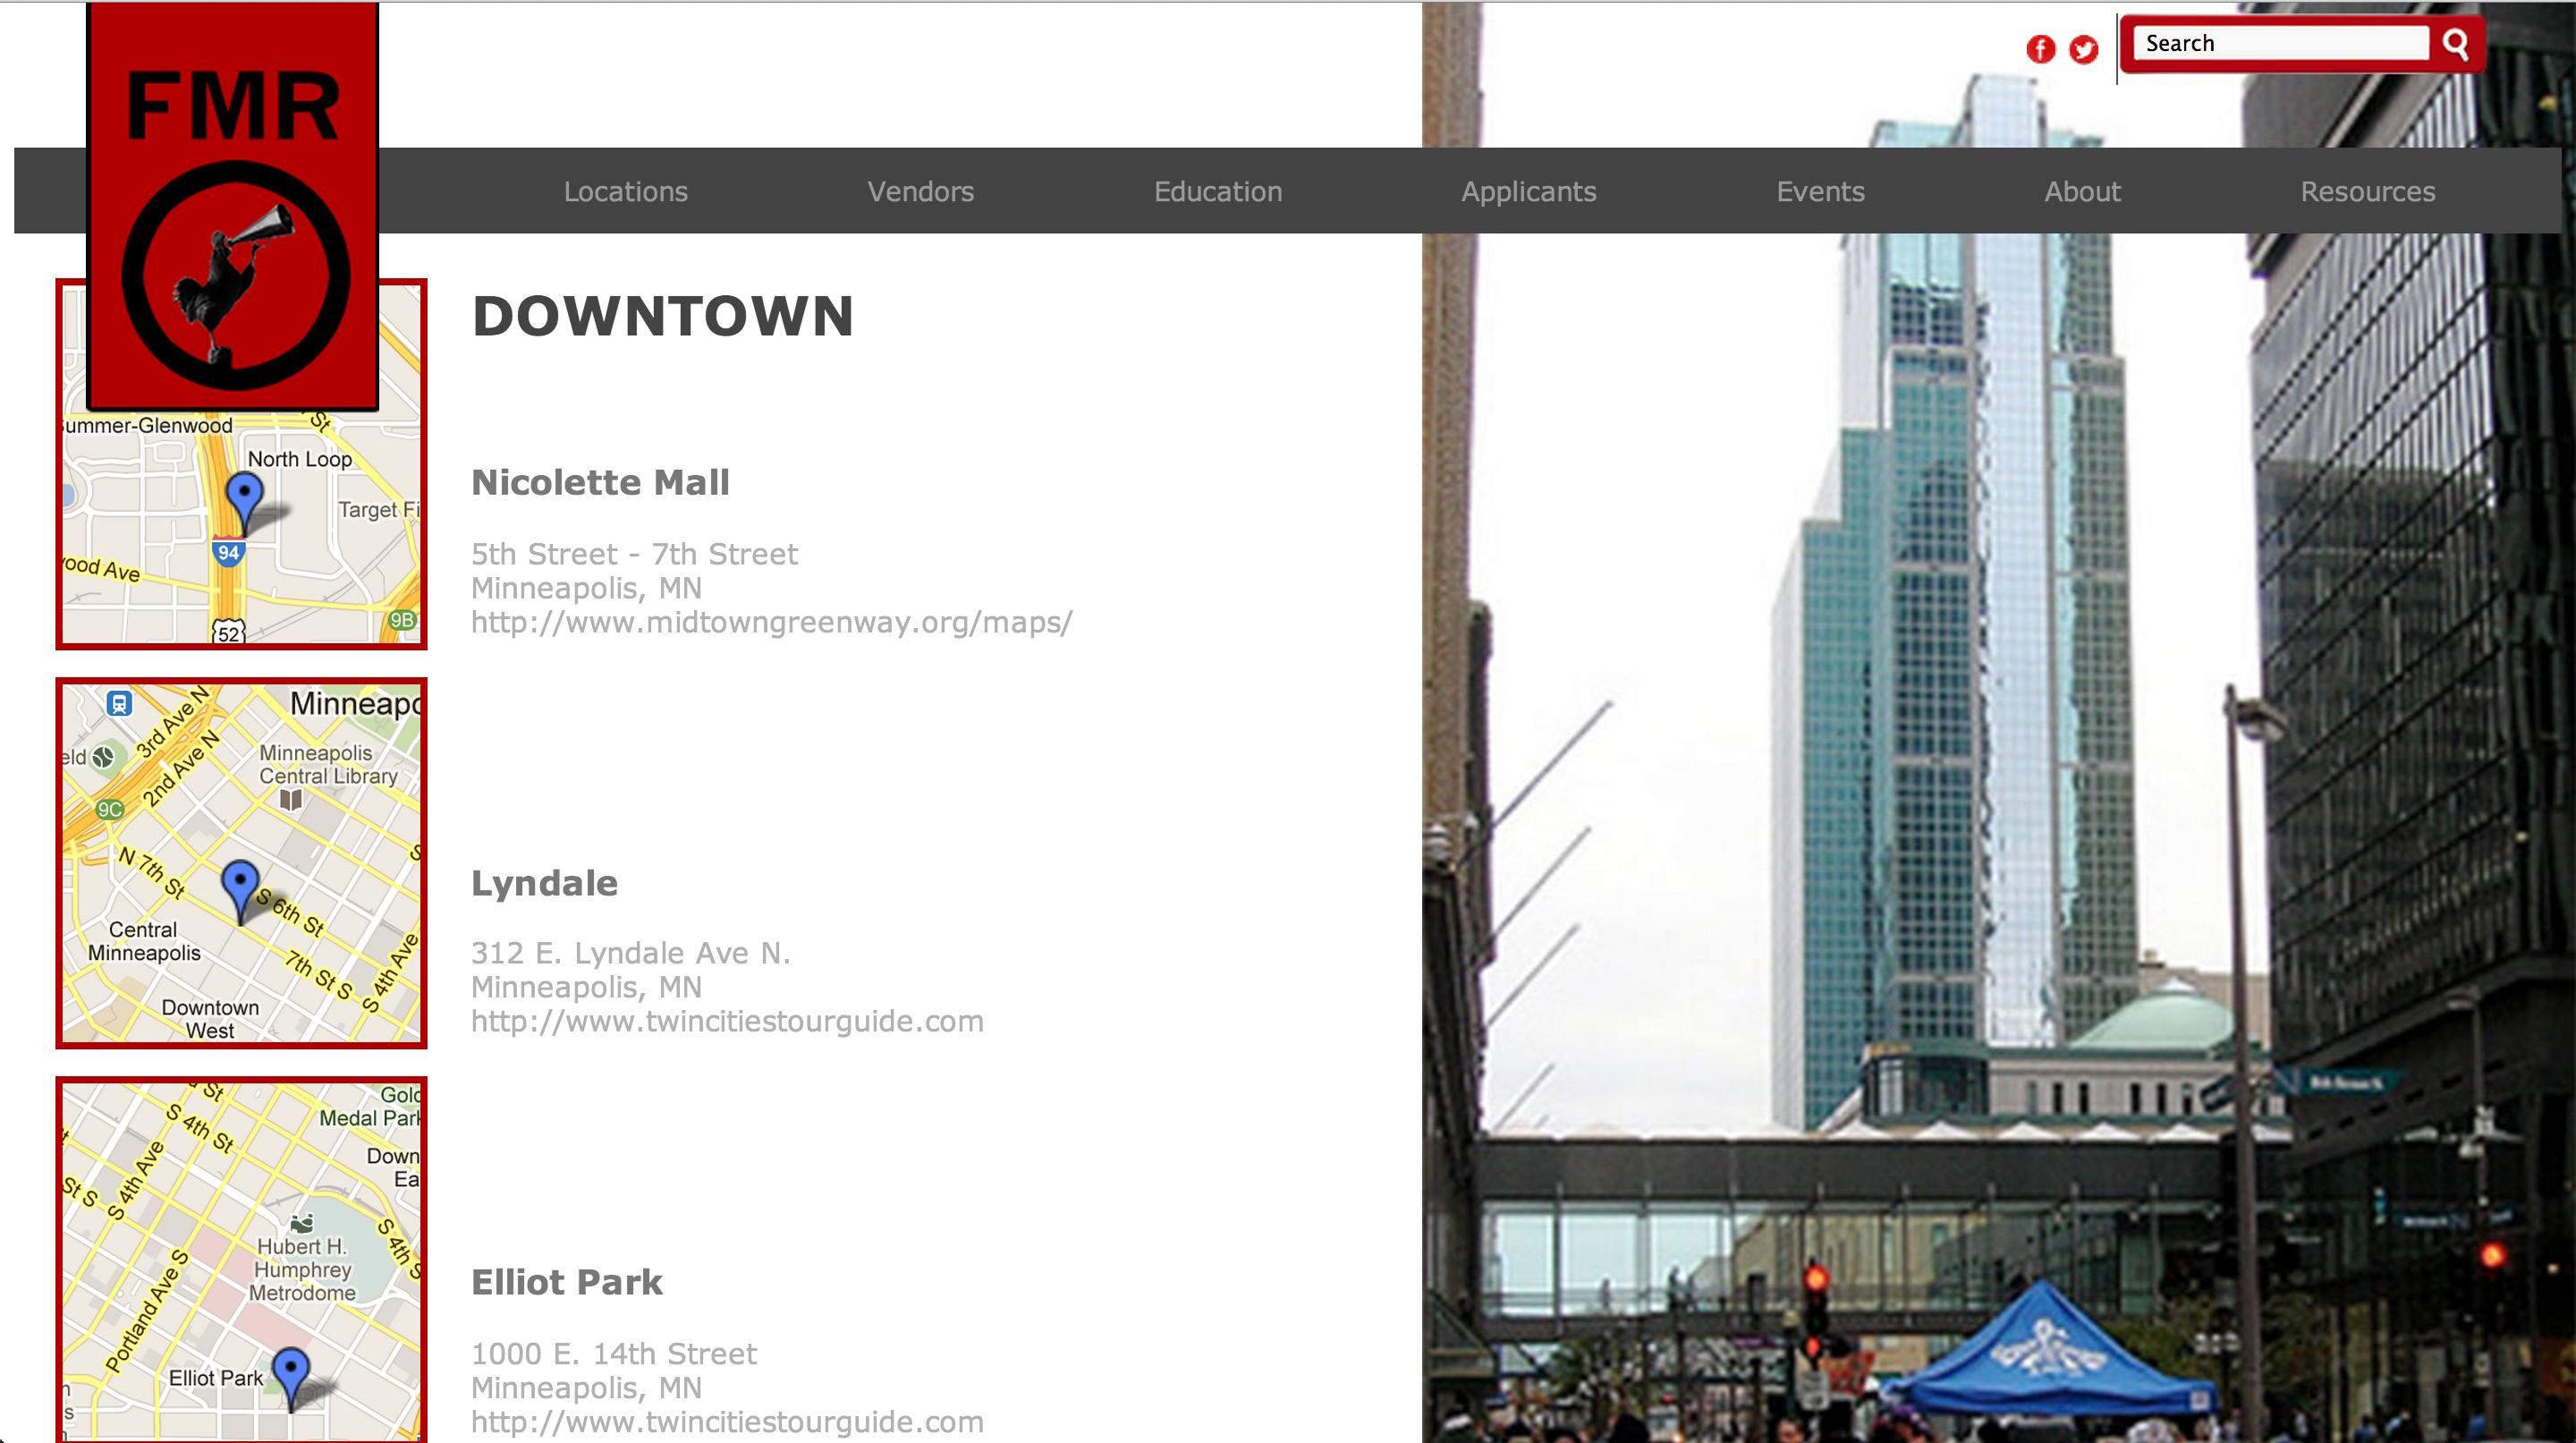 Search
FMR
Locations
Vendors
Education
Applicants
Events
About
Resources
DOWNTOWN
St
ummer-Glenwood
North Loop
Target Fi
94
ood Ave
9B
52
Nicolette Mall
5th Street - 7th Street
Minneapolis, MN
http://www.midtowngreenway.org/maps/
Minneapo
3rd Ave N
2nd Ave N
eld
Minneapolis
Central Library
9C
N 7th St
S 6th St
Central
Minneapolis
7th St S
S 4th Ave
Downtown
West
Lyndale
312 E. Lyndale Ave N.
Minneapolis, MN
http://www.twincitiestourguide.com
St
Gold
Medal Park
S 4th St
Down
Ea
S 4th Ave
St S
S 4th S
Hubert H.
Humphrey
Metrodome
Portland Ave S
Elliot Park
Elliot Park
1000 E. 14th Street
Minneapolis, MN
http://www.twincitiestourguide.com